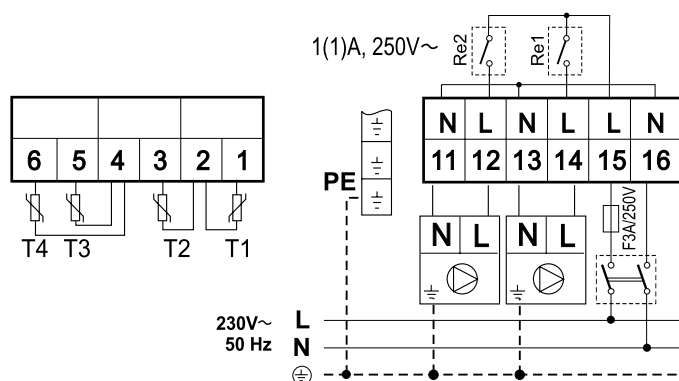 1(1)A, 250V~
Re2
Re1
N L N L L N
11 12 13 14 15 16
6 5 4 3 2 1
PE
T4 T3 T2 T1
N L
N L
F3A/250V
230V~
50 Hz
L
N